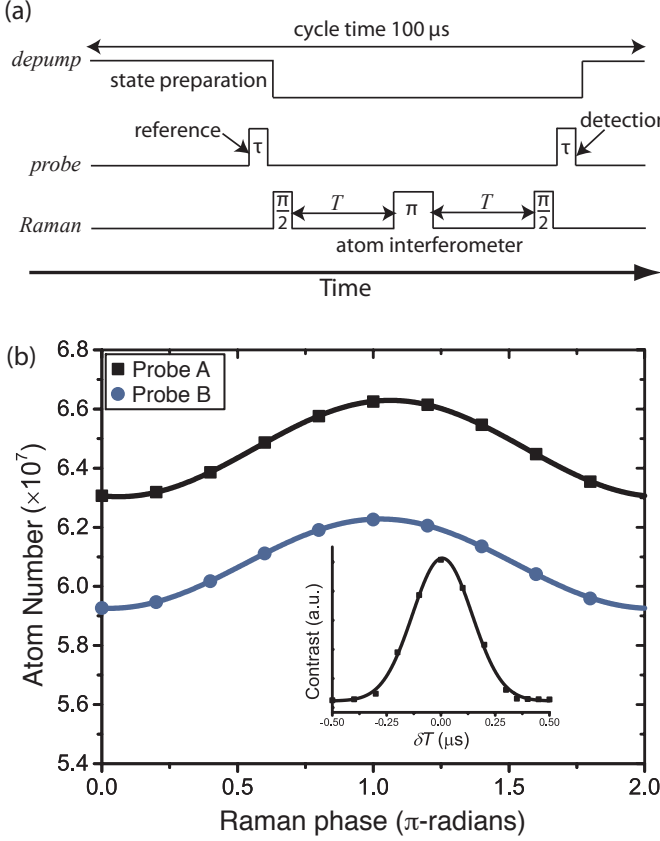 (a)
cycle time 100 μs
depump
state preparation
reference
detection
τ
τ
probe
π/2
T
π
T
π/2
Raman
atom interferometer
Time
(b)
6.8
6.6
6.4
6.2
6.0
5.8
5.6
5.4
Atom Number (×10⁷)
Probe A
Probe B
Contrast (a.u.)
-0.50
-0.25
0.00
0.25
0.50
δT (μs)
0.0
0.5
1.0
1.5
2.0
Raman phase (π-radians)